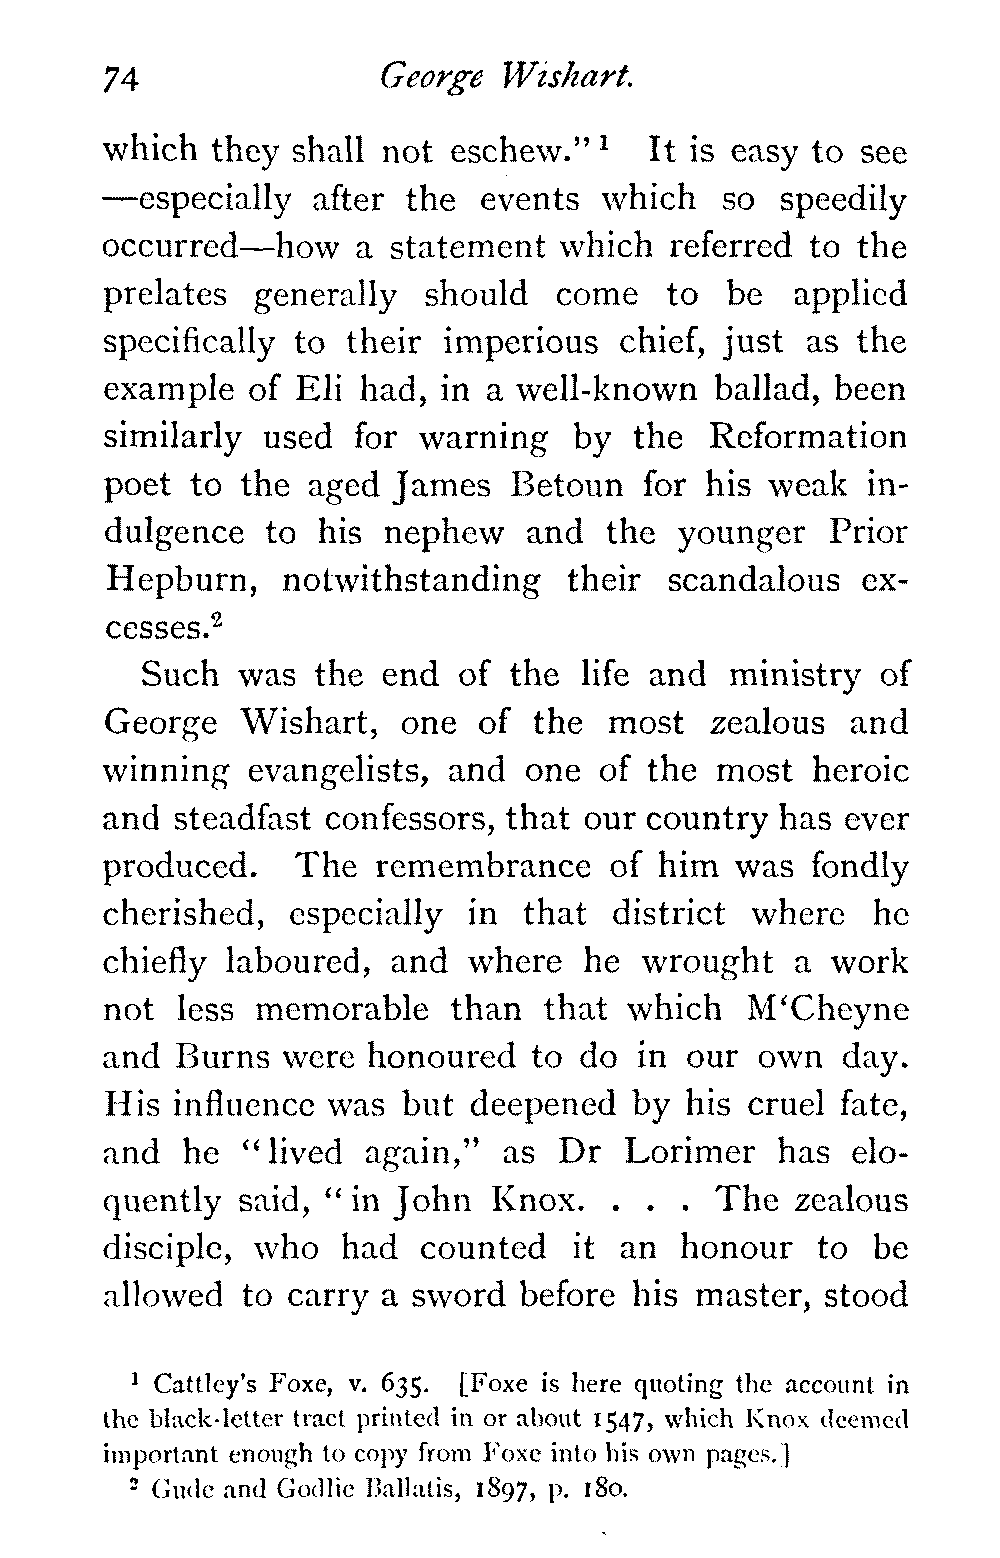 74 George Wishart.
which they shall not eschew." ¹ It is easy to see
—especially after the events which so speedily
occurred—how a statement which referred to the
prelates generally should come to be applied
specifically to their imperious chief, just as the
example of Eli had, in a well-known ballad, been
similarly used for warning by the Reformation
poet to the aged James Betoun for his weak in-
dulgence to his nephew and the younger Prior
Hepburn, notwithstanding their scandalous ex-
cesses.²
Such was the end of the life and ministry of
George Wishart, one of the most zealous and
winning evangelists, and one of the most heroic
and steadfast confessors, that our country has ever
produced. The remembrance of him was fondly
cherished, especially in that district where he
chiefly laboured, and where he wrought a work
not less memorable than that which M‘Cheyne
and Burns were honoured to do in our own day.
His influence was but deepened by his cruel fate,
and he "lived again," as Dr Lorimer has elo-
quently said, "in John Knox. . . . The zealous
disciple, who had counted it an honour to be
allowed to carry a sword before his master, stood
¹ Cattley's Foxe, v. 635. [Foxe is here quoting the account in
the black-letter tract printed in or about 1547, which Knox deemed
important enough to copy from Foxe into his own pages.]
² Gude and Godlie Ballatis, 1897, p. 180.